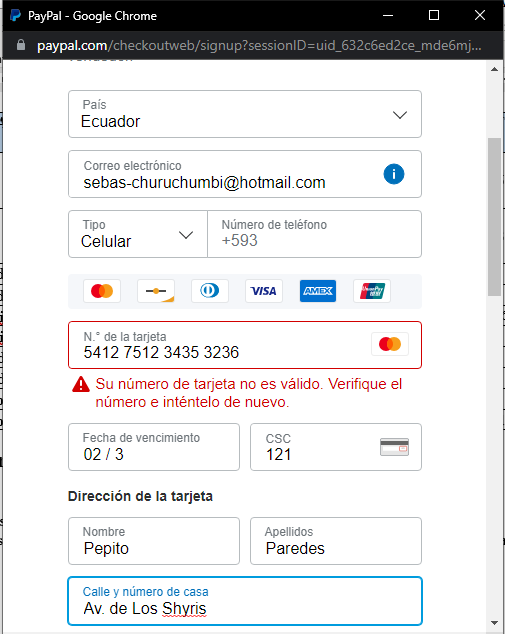 PayPal - Google Chrome
paypal.com/checkoutweb/signup?sessionID=uid_632c6ed2ce_mde6mj...
País
Ecuador
Correo electrónico
sebas-churuchumbi@hotmail.com
i
Tipo
Celular
Número de teléfono
+593
VISA
AMEX
UnionPay
N.° de la tarjeta
5412 7512 3435 3236
Su número de tarjeta no es válido. Verifique el
número e inténtelo de nuevo.
Fecha de vencimiento
02 / 3
CSC
121
Dirección de la tarjeta
Nombre
Pepito
Apellidos
Paredes
Calle y número de casa
Av. de Los Shyris